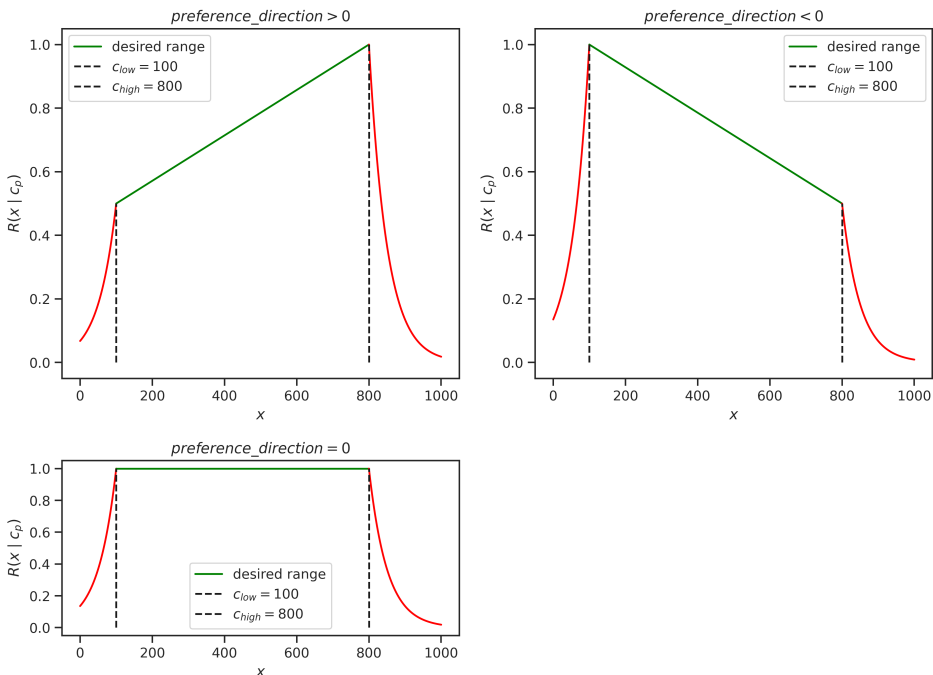 preference_direction > 0
desired range
c_low = 100
c_high = 800
R(x | c_p)
1.0
0.8
0.6
0.4
0.2
0.0
0 200 400 600 800 1000
x
preference_direction < 0
desired range
c_low = 100
c_high = 800
R(x | c_p)
1.0
0.8
0.6
0.4
0.2
0.0
0 200 400 600 800 1000
x
preference_direction = 0
R(x | c_p)
1.0
0.8
0.6
0.4
0.2
0.0
desired range
c_low = 100
c_high = 800
0 200 400 600 800 1000
x